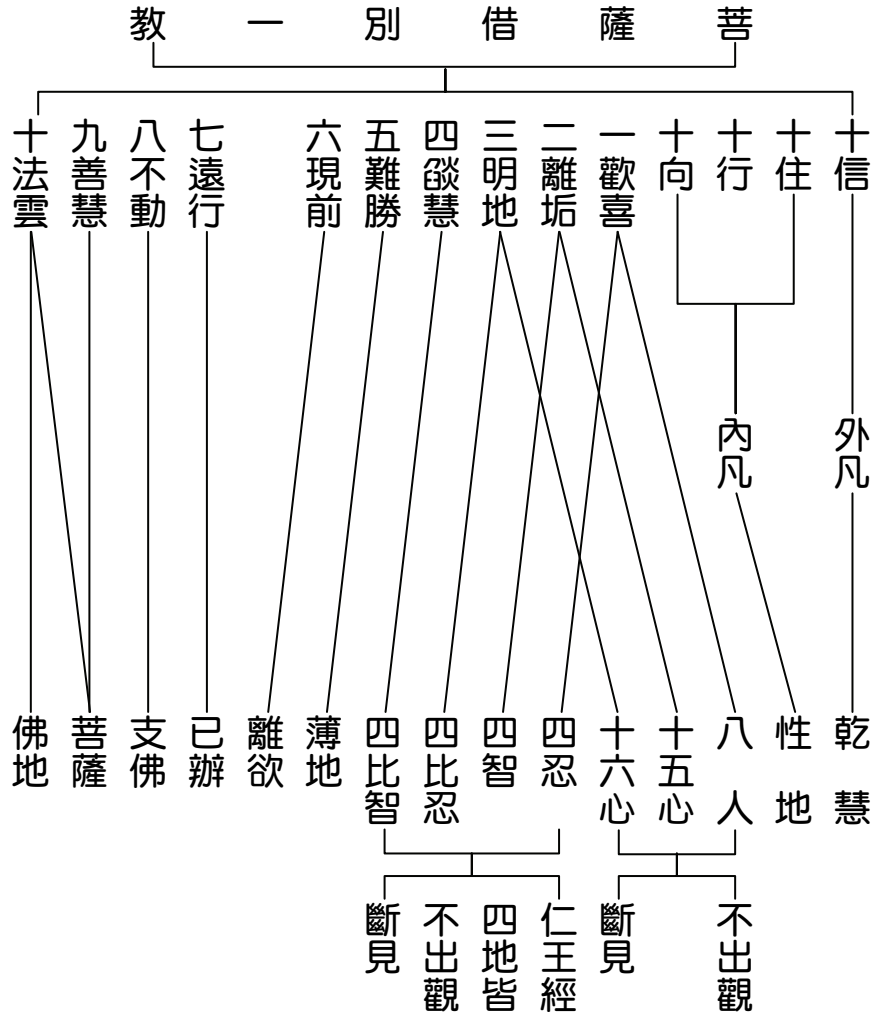 菩薩借別一教
十信
十住
十行
十向
一歡喜
二離垢
三明地
四燄慧
五難勝
六現前
七遠行
八不動
九善慧
十法雲
外凡
內凡
乾慧
性地
八人
十五心
十六心
四忍
四智
四比忍
四比智
薄地
離欲
已辦
支佛
菩薩
佛地
不出觀
斷見
仁王經
四地皆
不出觀
斷見